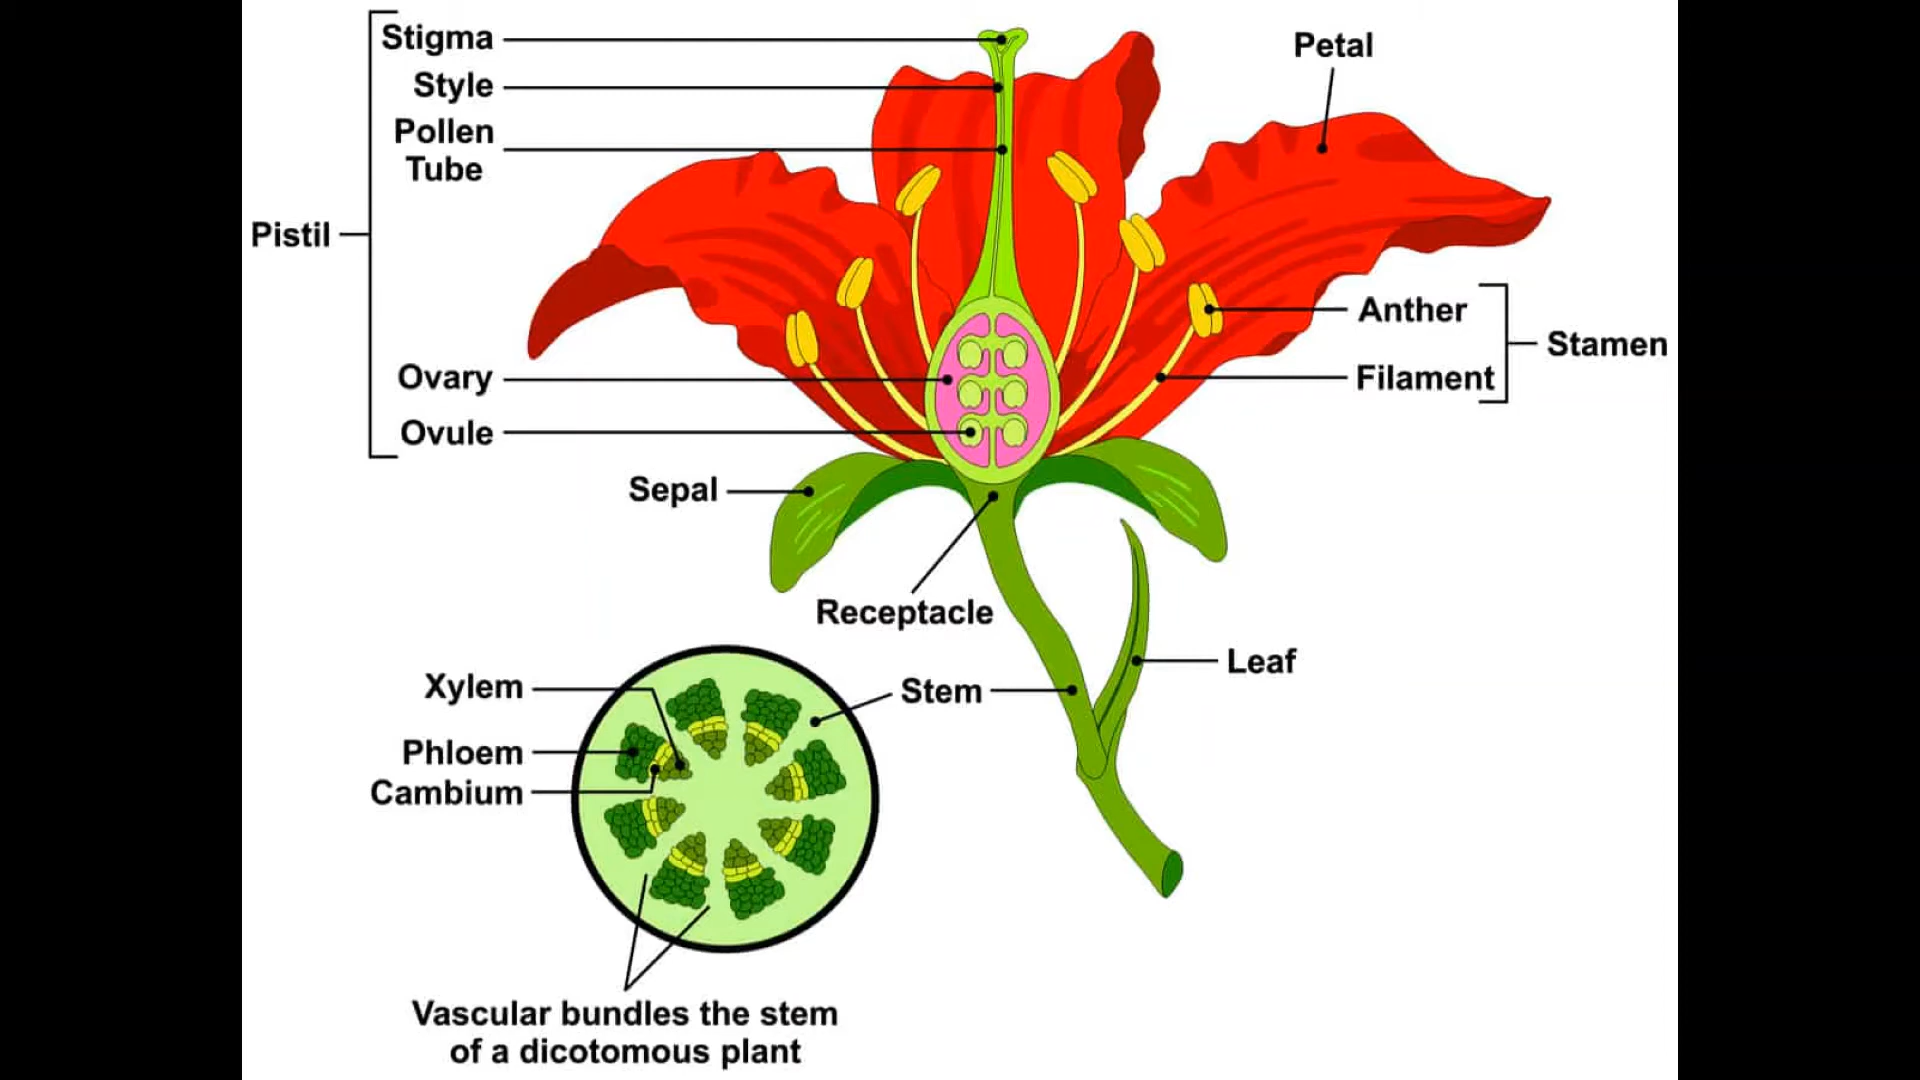 Stigma
Style
Pollen
Tube
Pistil
Ovary
Ovule
Petal
Anther
Filament
Stamen
Sepal
Receptacle
Leaf
Stem
Xylem
Phloem
Cambium
Vascular bundles the stem
of a dicotomous plant